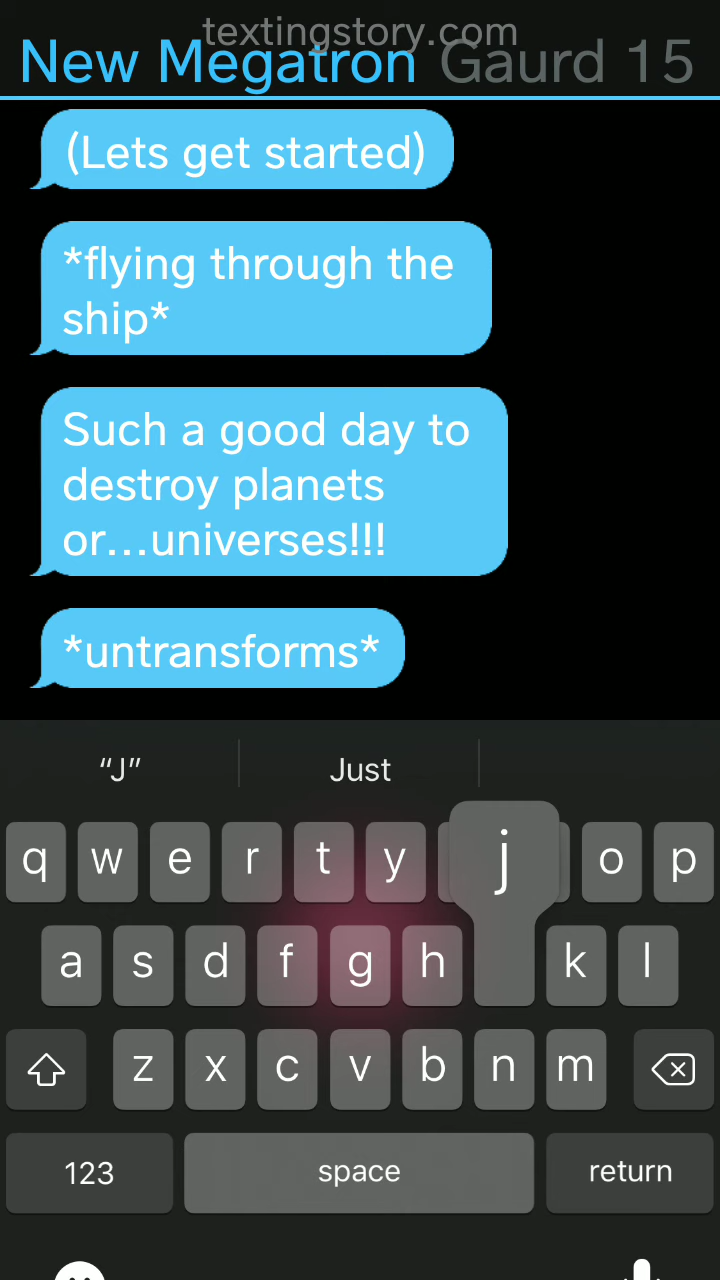 textingstory.com
New Megatron Gaurd 15
(Lets get started)
*flying through the
ship*
Such a good day to
destroy planets
or...universes!!!
*untransforms*
“J” Just
q w e r t y j o p
a s d f g h k l
z x c v b n m
123 space return